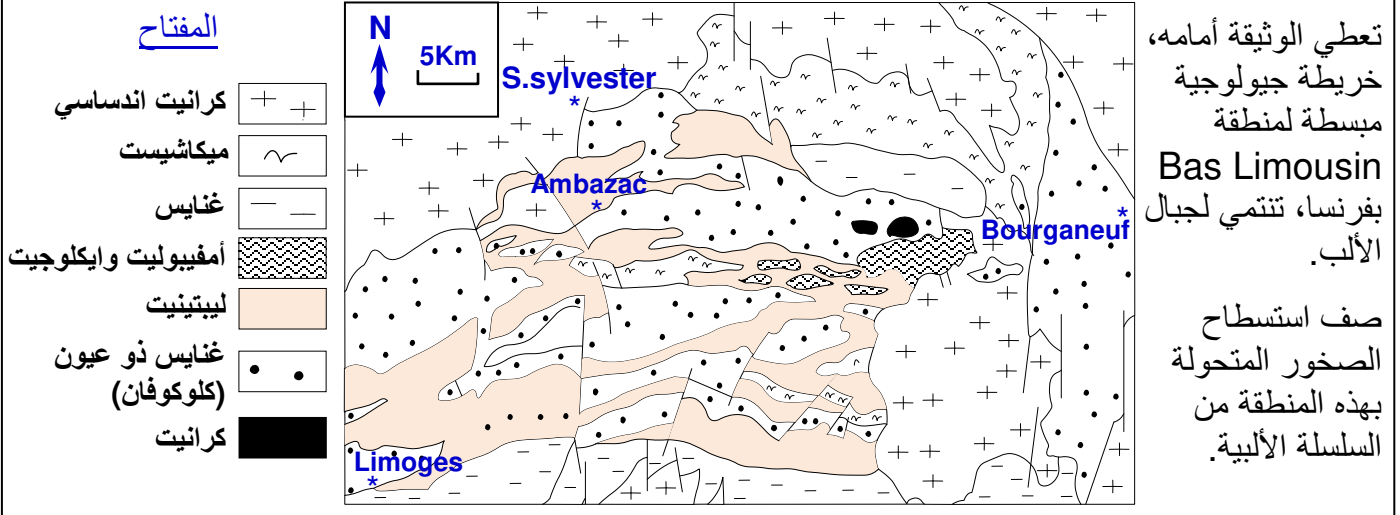 تعطي الوثيقة أمامه،
خريطة جيولوجية
مبسطة لمنطقة
Bas Limousin
بفرنسا، تنتمي لجبال
الألب.
صف استسطاح
الصخور المتحولة
بهذه المنطقة من
السلسلة الألبية.
N
5Km
S.sylvester
Ambazac
Bourganeuf
Limoges
المفتاح
كرانيت اندساسي
ميكاشيست
غنايس
أمفيبوليت وايكلوجيت
ليبتينيت
غنايس ذو عيون
(كلوكوفان)
كرانيت